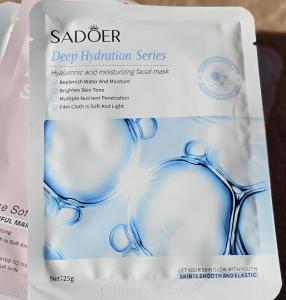 SADOER
Deep Hydration Series
Hyaluronic acid moisturizing facial mask
Replenish Water And Moisture
Brighten Skin Tone
Multiple Nutrient Penetration
Film Cloth is Soft And Light
Net:25g
LET YOUR SKIN GLOW WITH YOUTH
SKIN IS SMOOTH AND ELASTIC